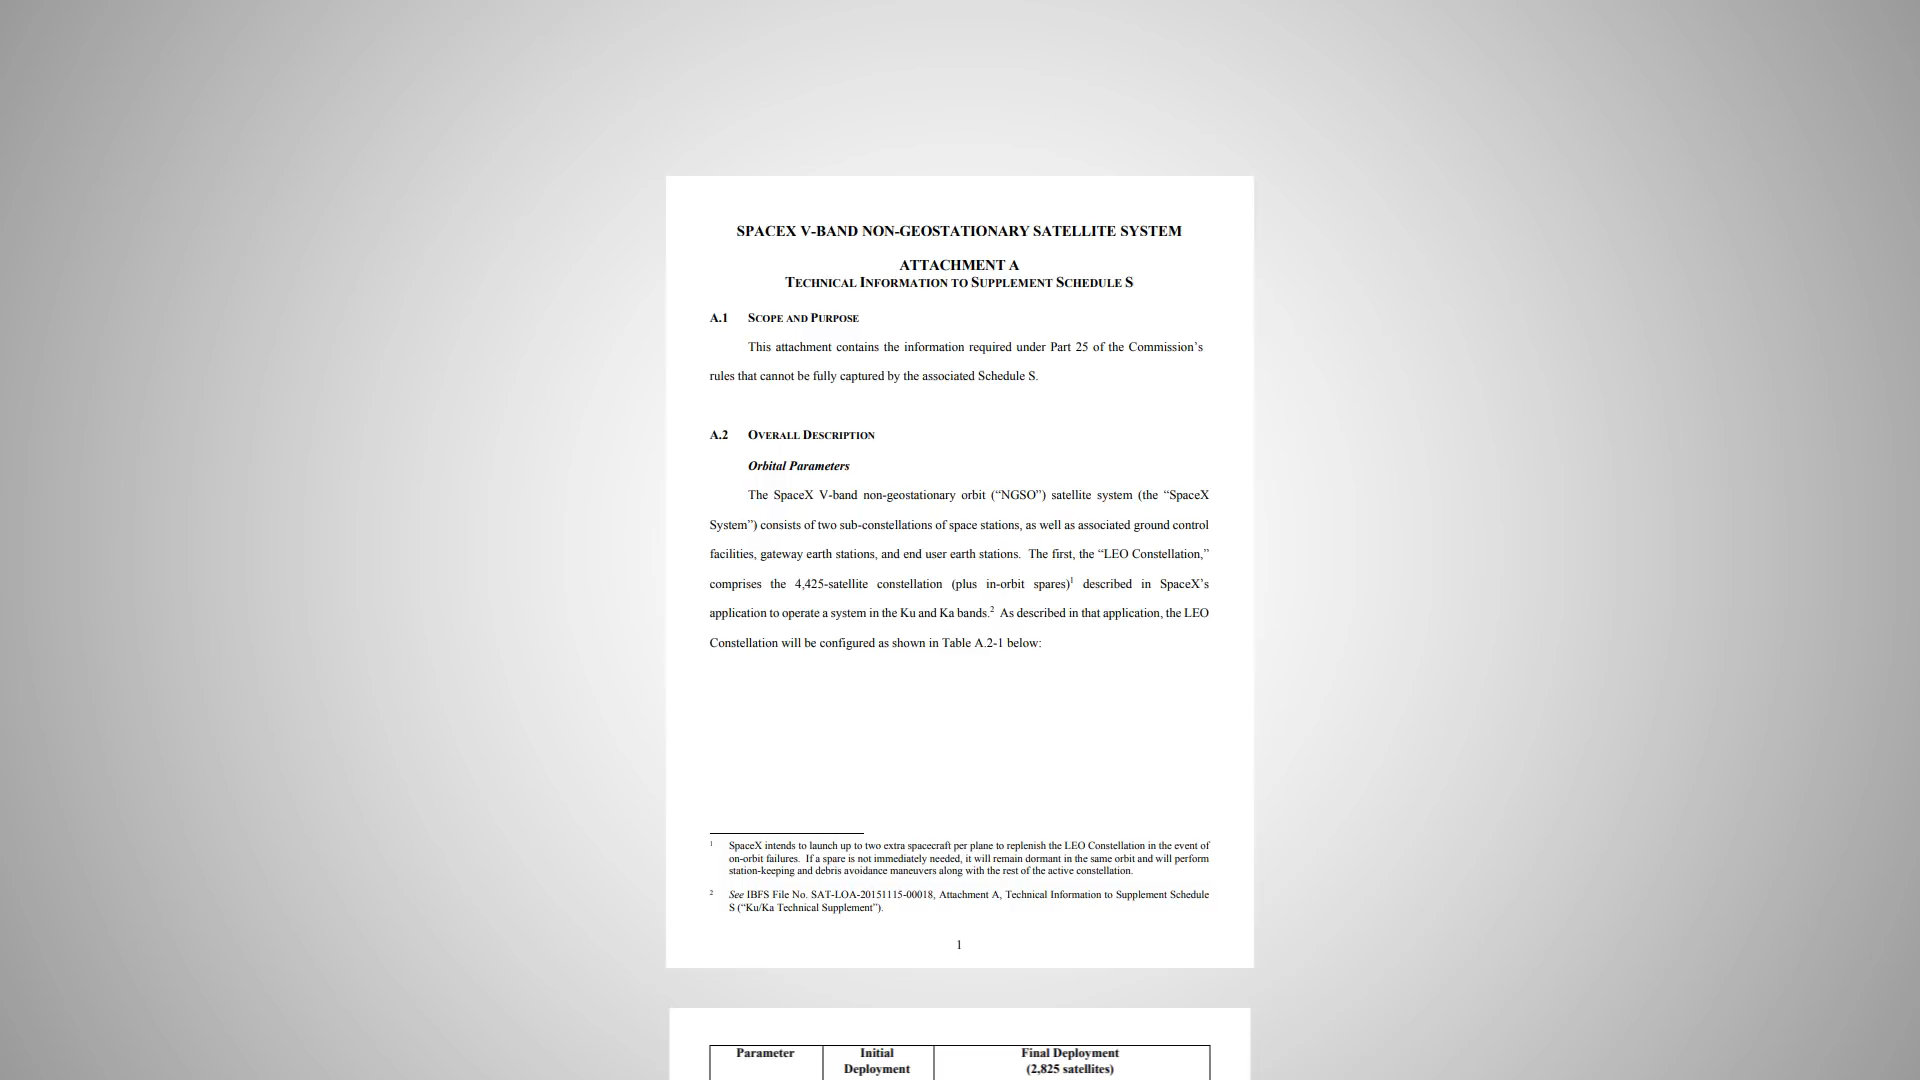 SPACEX V-BAND NON-GEOSTATIONARY SATELLITE SYSTEM
ATTACHMENT A
TECHNICAL INFORMATION TO SUPPLEMENT SCHEDULE S
A.1 SCOPE AND PURPOSE
This attachment contains the information required under Part 25 of the Commission’s
rules that cannot be fully captured by the associated Schedule S.
A.2 OVERALL DESCRIPTION
Orbital Parameters
The SpaceX V-band non-geostationary orbit (“NGSO”) satellite system (the “SpaceX
System”) consists of two sub-constellations of space stations, as well as associated ground control
facilities, gateway earth stations, and end user earth stations. The first, the “LEO Constellation,”
comprises the 4,425-satellite constellation (plus in-orbit spares)1 described in SpaceX’s
application to operate a system in the Ku and Ka bands.2 As described in that application, the LEO
Constellation will be configured as shown in Table A.2-1 below:
1 SpaceX intends to launch up to two extra spacecraft per plane to replenish the LEO Constellation in the event of
on-orbit failures. If a spare is not immediately needed, it will remain dormant in the same orbit and will perform
station-keeping and debris avoidance maneuvers along with the rest of the active constellation.
2 See IBFS File No. SAT-LOA-20151115-00018, Attachment A, Technical Information to Supplement Schedule
S (“Ku/Ka Technical Supplement”).
1
Parameter Initial Final Deployment
Deployment (2,825 satellites)